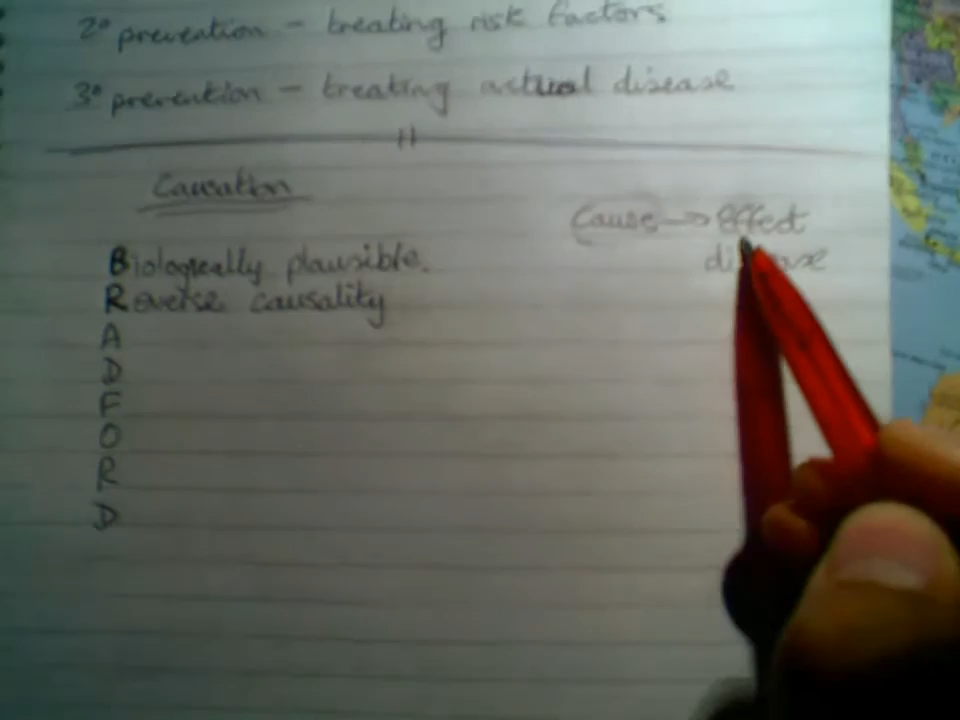 2° prevention – treating risk factors
3° prevention – treating actual disease
Causation
Cause → effect
disease
Biologically plausible.
Reverse causality
A
D
F
O
R
D